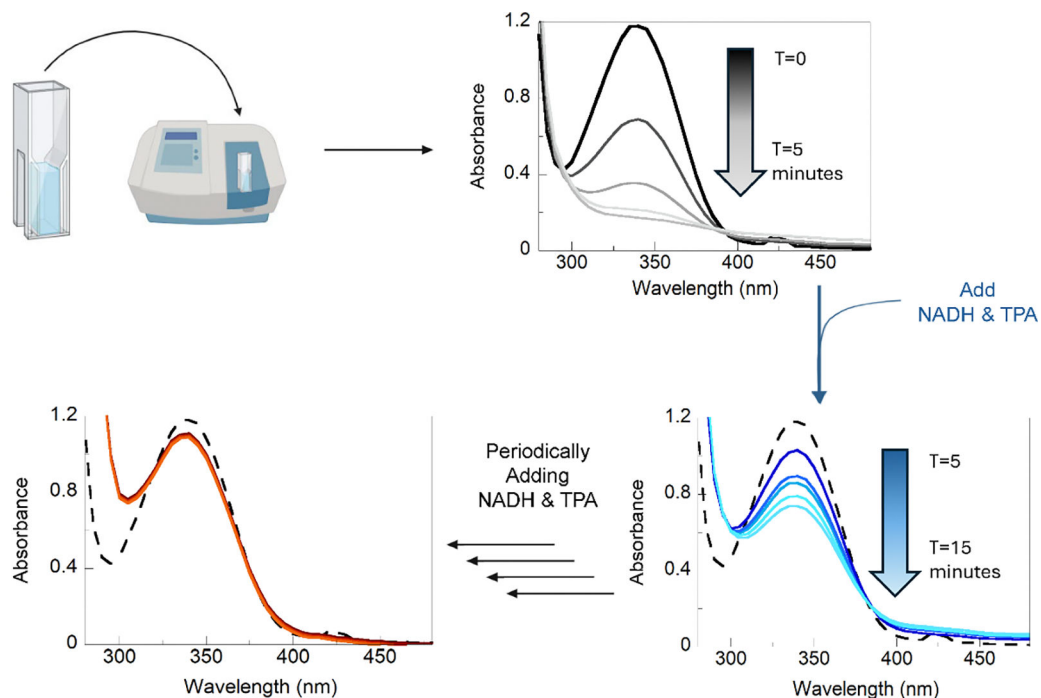 1.2
0.8
0.4
0
Absorbance
300
350
400
450
Wavelength (nm)
T=0
T=5
minutes
Add
NADH & TPA
1.2
0.8
0.4
0
Absorbance
300
350
400
450
Wavelength (nm)
Periodically
Adding
NADH & TPA
1.2
0.8
0.4
0
Absorbance
300
350
400
450
Wavelength (nm)
T=5
T=15
minutes